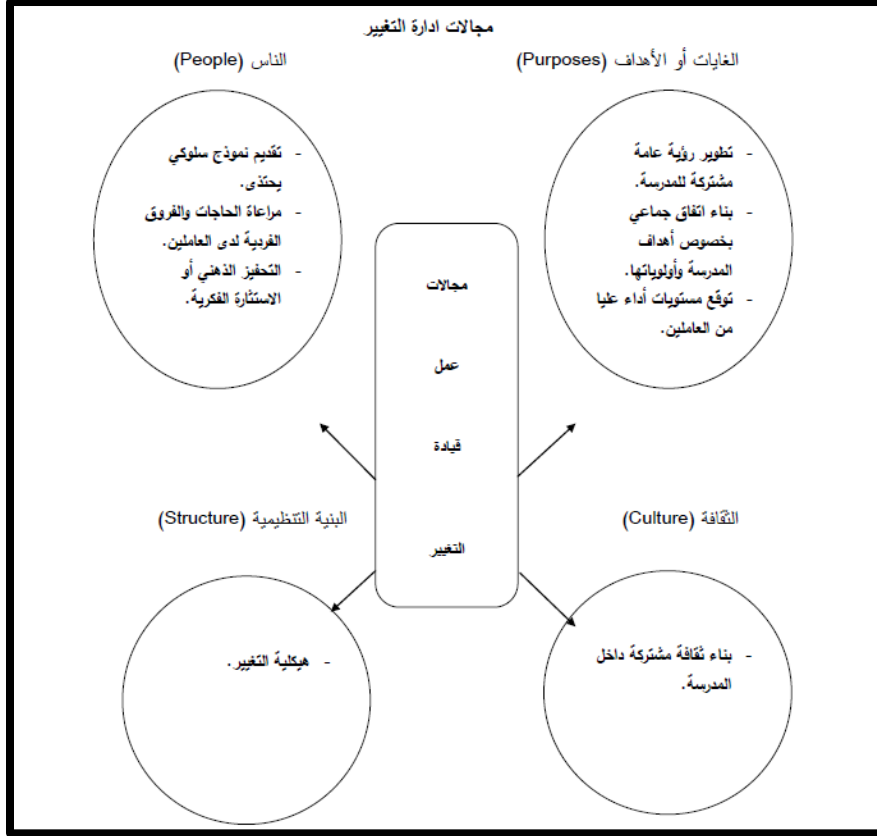 مجالات ادارة التغيير
الغايات أو الأهداف (Purposes)
- تطوير رؤية عامة
مشتركة للمدرسة.
- بناء اتفاق جماعي
بخصوص أهداف
المدرسة وأولوياتها.
- توقع مستويات أداء عليا
من العاملين.
الناس (People)
- تقديم نموذج سلوكي
يحتذى.
- مراعاة الحاجات والفروق
الفردية لدى العاملين.
- التحفيز الذهني أو
الاستثارة الفكرية.
مجالات
عمل
قيادة
التغيير
الثقافة (Culture)
- بناء ثقافة مشتركة داخل
المدرسة.
البنية التنظيمية (Structure)
- هيكلية التغيير.